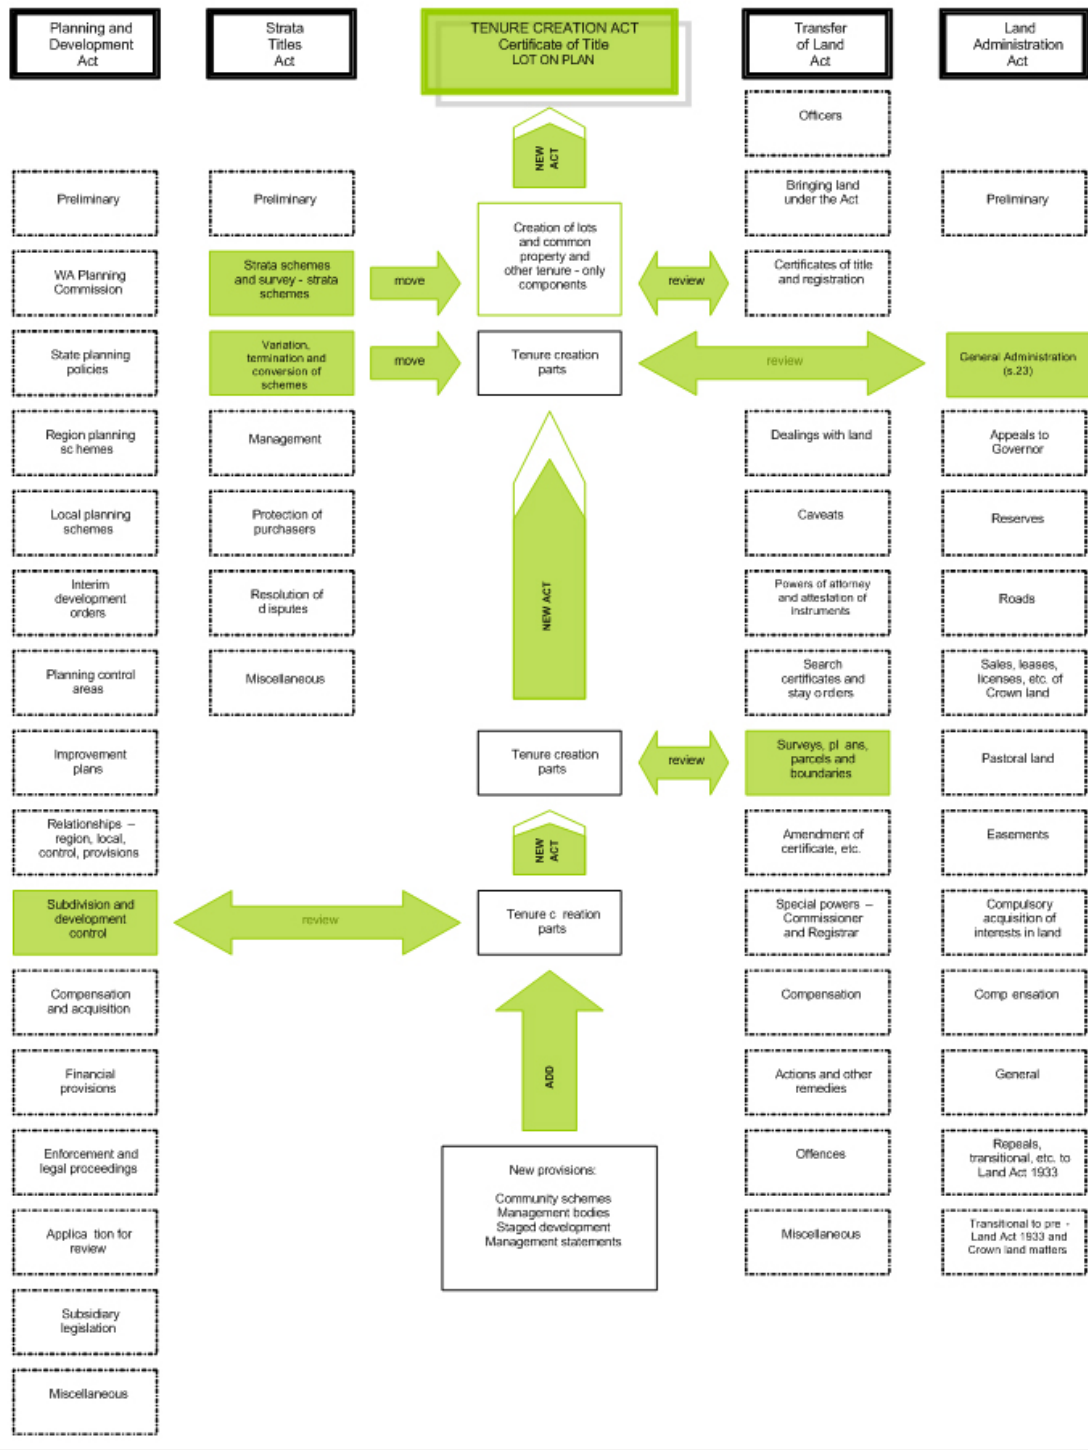 Planning and
Development
Act
Strata
Titles
Act
TENURE CREATION ACT
Certificate of Title
LOT ON PLAN
Transfer
of Land
Act
Land
Administration
Act
Officers
NEW
ACT
Preliminary
Preliminary
Bringing land
under the Act
Preliminary
WA Planning
Commission
Strata schemes
and survey - strata
schemes
move
Creation of lots
and common
property and
other tenure - only
components
review
Certificates of title
and registration
State planning
policies
Variation,
termination and
conversion of
schemes
move
Tenure creation
parts
review
General Administration
(s.23)
Region planning
sc hemes
Management
Dealings with land
Appeals to
Governor
Local planning
schemes
Protection of
purchasers
Caveats
Reserves
Interim
development
orders
Resolution of
disputes
NEW ACT
Powers of attorney
and attestation of
instruments
Roads
Planning control
areas
Miscellaneous
Search
certificates and
stay orders
Sales, leases,
licenses, etc. of
Crown land
Improvement
plans
Tenure creation
parts
review
Surveys, pl ans,
parcels and
boundaries
Pastoral land
Relationships –
region, local,
control, provisions
NEW
ACT
Amendment of
certificate, etc.
Easements
Subdivision and
development
control
review
Tenure c reation
parts
Special powers –
Commissioner
and Registrar
Compulsory
acquisition of
interests in land
Compensation
and acquisition
Compensation
Comp ensation
Financial
provisions
ADD
Actions and other
remedies
General
Enforcement and
legal proceedings
New provisions:
Community schemes
Management bodies
Staged development
Management statements
Offences
Repeals,
transitional, etc. to
Land Act 1933
Applica tion for
review
Miscellaneous
Transitional to pre -
Land Act 1933 and
Crown land matters
Subsidiary
legislation
Miscellaneous